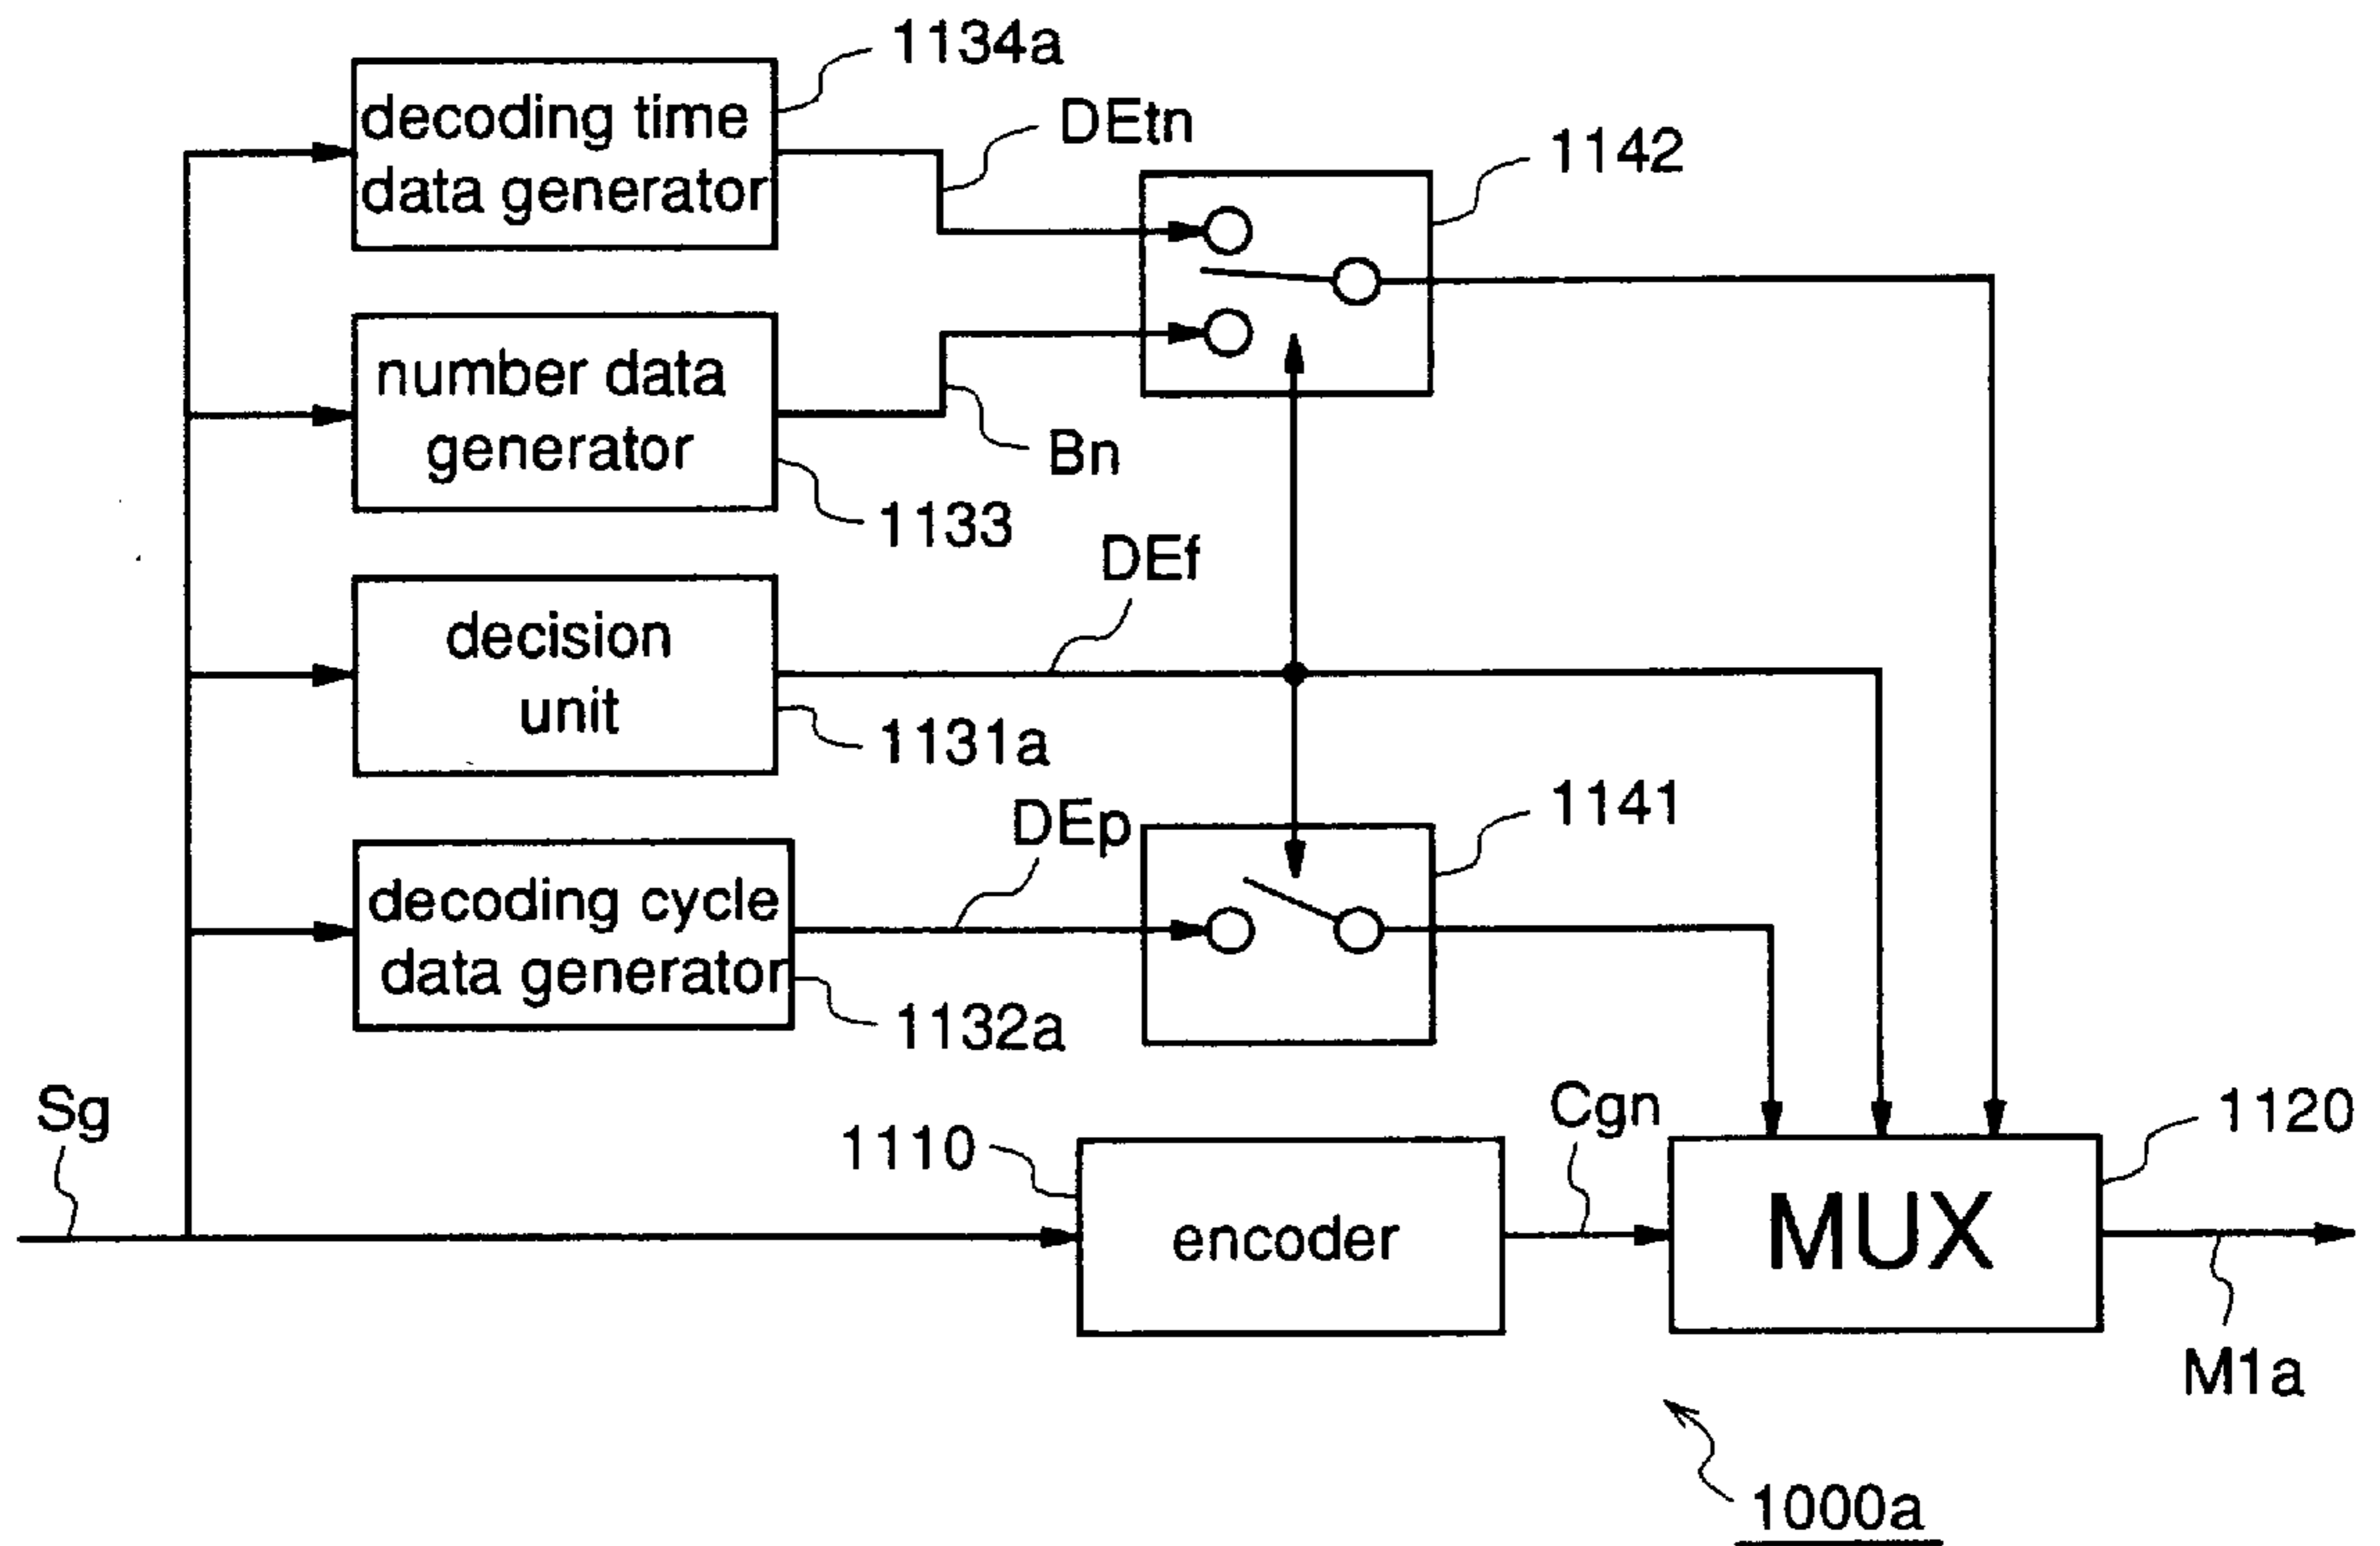 1134a
decoding time
data generator
DEtn
1142
number data
generator
Bn
1133
DEf
decision
unit
1131a
DEp
1141
decoding cycle
data generator
1132a
Sg
1110
encoder
Cgn
MUX
1120
M1a
1000a